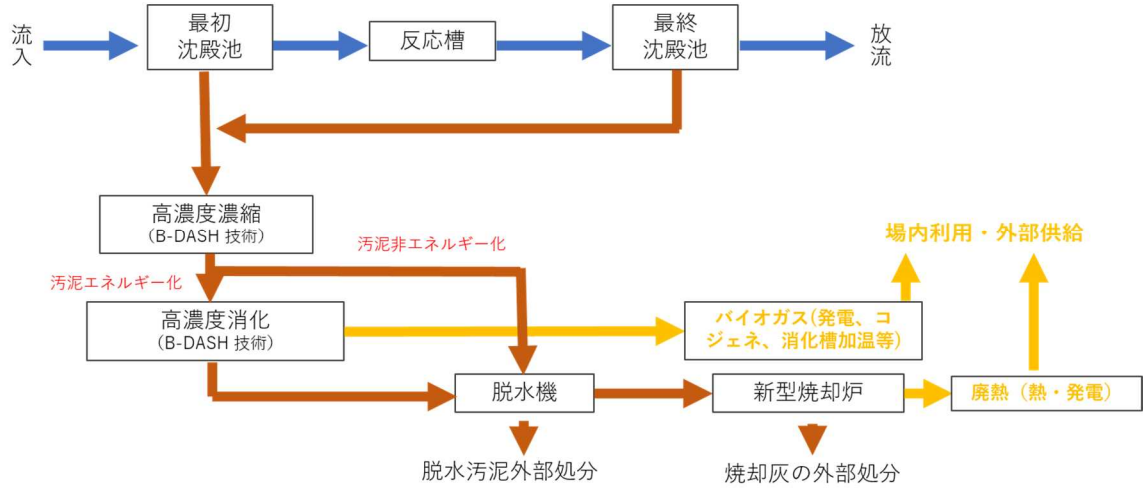 流入
最初
沈殿池
反応槽
最終
沈殿池
放流
高濃度濃縮
（B-DASH 技術）
汚泥非エネルギー化
場内利用・外部供給
汚泥エネルギー化
高濃度消化
（B-DASH 技術）
バイオガス(発電、コ
ジェネ、消化槽加温等）
脱水機
新型焼却炉
廃熱（熱・発電）
脱水汚泥外部処分
焼却灰の外部処分